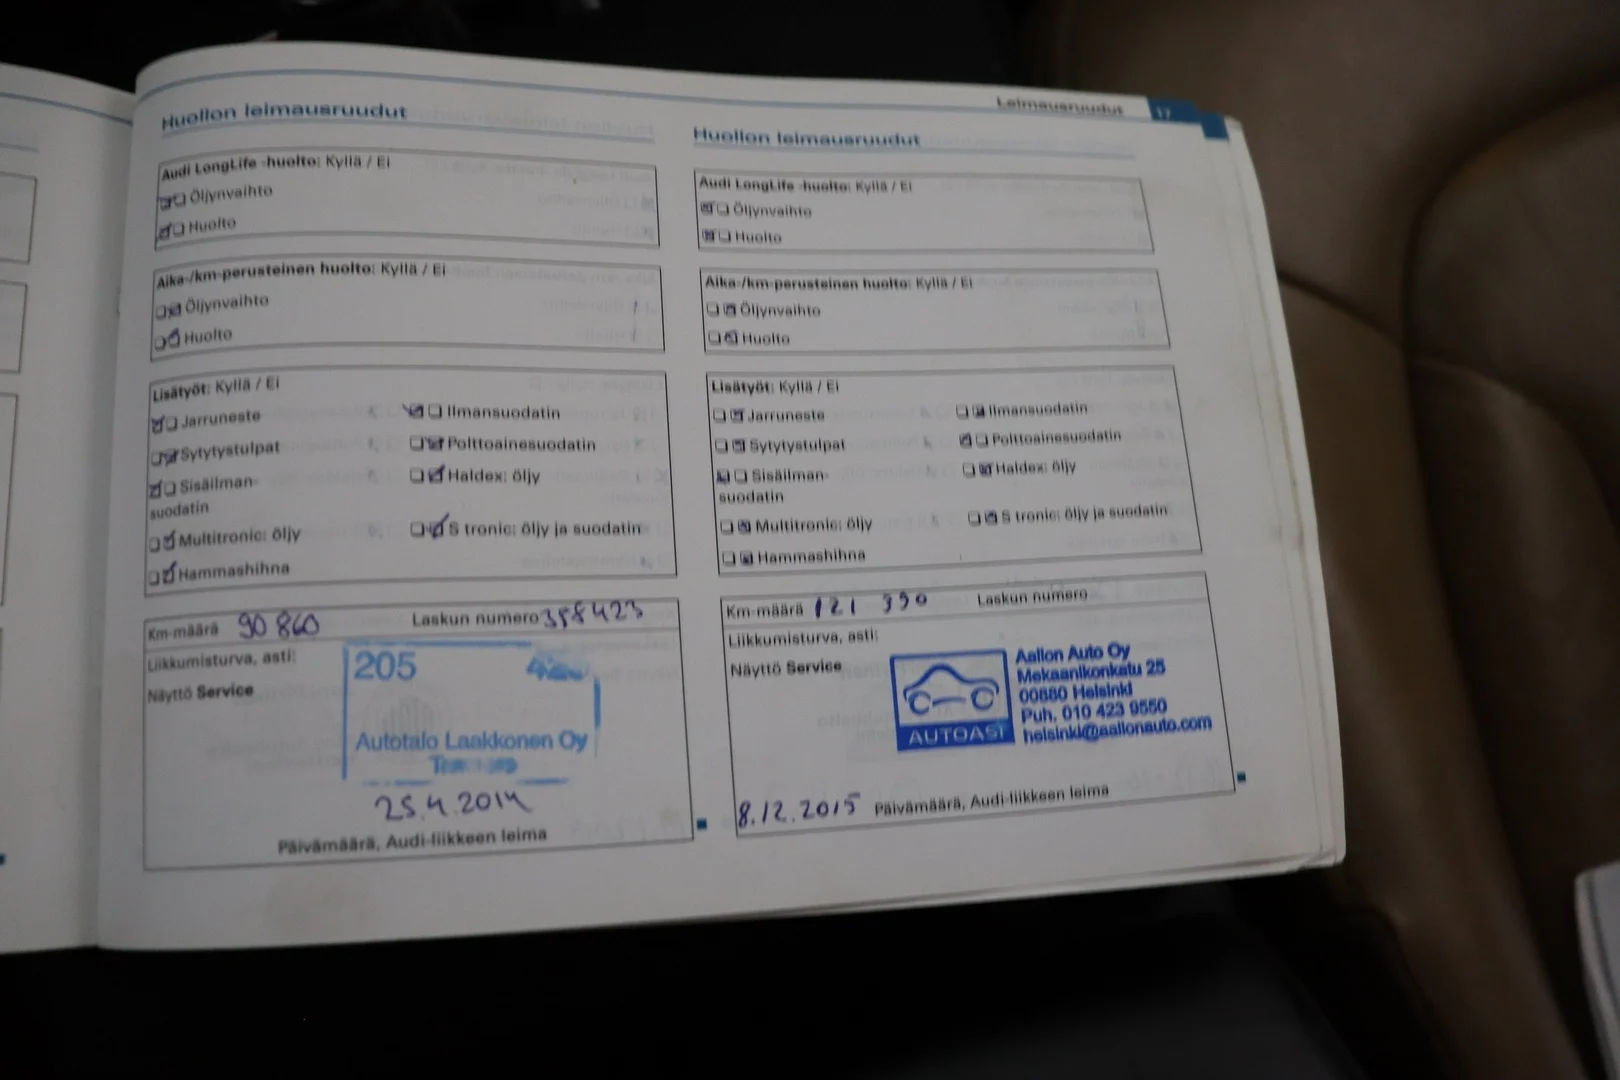 Leimausruudut 17
Huollon leimausruudut
Audi LongLife -huolto: Kyllä / Ei
Öljynvaihto
Huolto
Aika-/km-perusteinen huolto: Kyllä / Ei
Öljynvaihto
Huolto
Lisätyöt: Kyllä / Ei
Jarruneste
Ilmansuodatin
Sytytystulpat
Polttoainesuodatin
Sisäilman-
suodatin
Haldex: öljy
Multitronic: öljy
S tronic: öljy ja suodatin
Hammashihna
Km-määrä 90 860 Laskun numero 358423
Liikkumisturva, asti:
Näyttö Service
205
Autotalo Laakkonen Oy
25.4.2014
Päivämäärä, Audi-liikkeen leima
Huollon leimausruudut
Audi LongLife -huolto: Kyllä / Ei
Öljynvaihto
Huolto
Aika-/km-perusteinen huolto: Kyllä / Ei
Öljynvaihto
Huolto
Lisätyöt: Kyllä / Ei
Jarruneste
Ilmansuodatin
Sytytystulpat
Polttoainesuodatin
Sisäilman-
suodatin
Haldex: öljy
Multitronic: öljy
S tronic: öljy ja suodatin
Hammashihna
Km-määrä 121 390 Laskun numero
Liikkumisturva, asti:
Näyttö Service
AUTOASI
Aallon Auto Oy
Mekaanikonkatu 25
00880 Helsinki
Puh. 010 423 9550
helsinki@aallonauto.com
8.12.2015 Päivämäärä, Audi-liikkeen leima